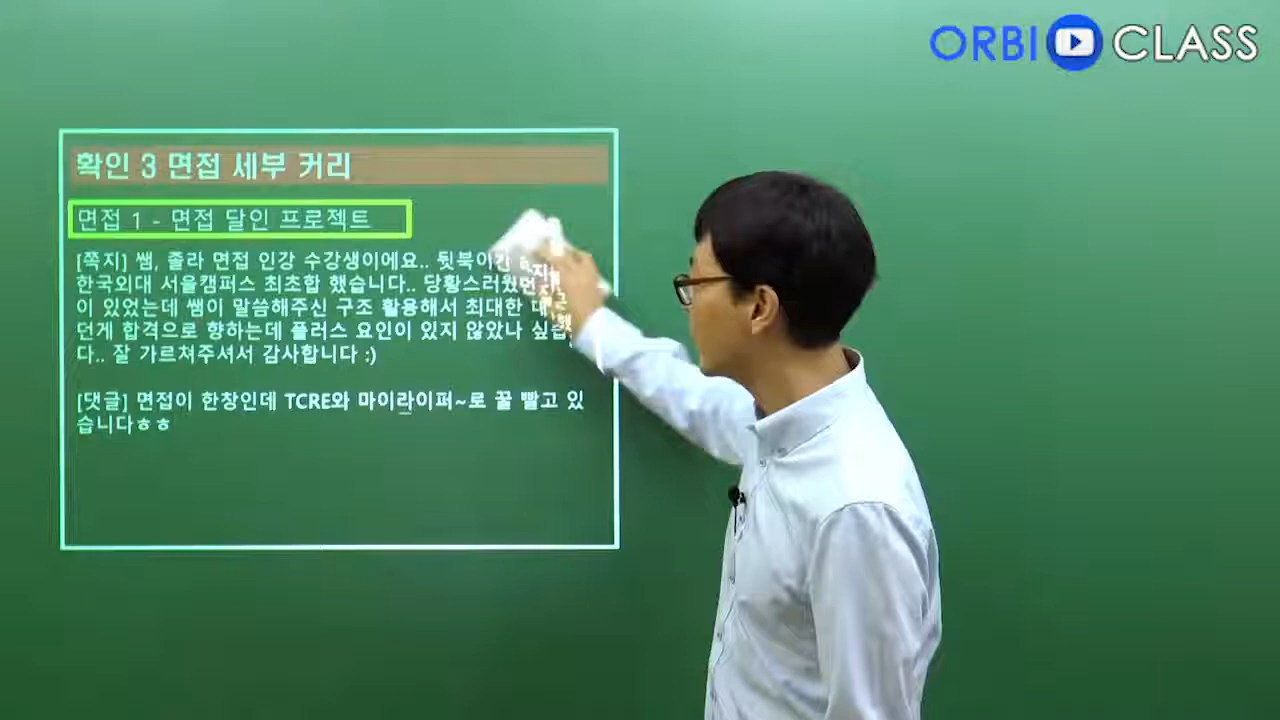 ORBI CLASS
확인 3 면접 세부 커리
면접 1 - 면접 달인 프로젝트
[쪽지] 쌤, 졸라 면접 인강 수강생이에요.. 뒷북이긴
한국외대 서울캠퍼스 최초합 했습니다.. 당황스러웠던
이 있었는데 쌤이 말씀해주신 구조 활용해서 최대한
던게 합격으로 향하는데 플러스 요인이 있지 않았나
다.. 잘 가르쳐주셔서 감사합니다 :)
[댓글] 면접이 한창인데 TCRE와 마이라이퍼~로 꿀 빨고 있
습니다ㅎㅎ